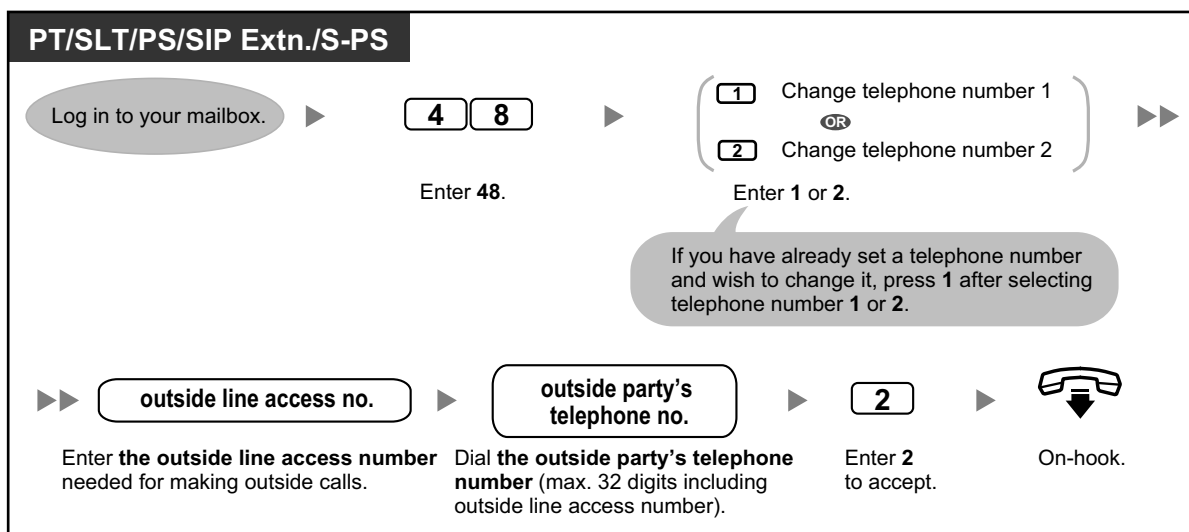 PT/SLT/PS/SIP Extn./S-PS
Log in to your mailbox.
4 8
Enter 48.
1 Change telephone number 1
OR
2 Change telephone number 2
Enter 1 or 2.
If you have already set a telephone number
and wish to change it, press 1 after selecting
telephone number 1 or 2.
outside line access no.
Enter the outside line access number
needed for making outside calls.
outside party's
telephone no.
Dial the outside party's telephone
number (max. 32 digits including
outside line access number).
2
Enter 2
to accept.
On-hook.